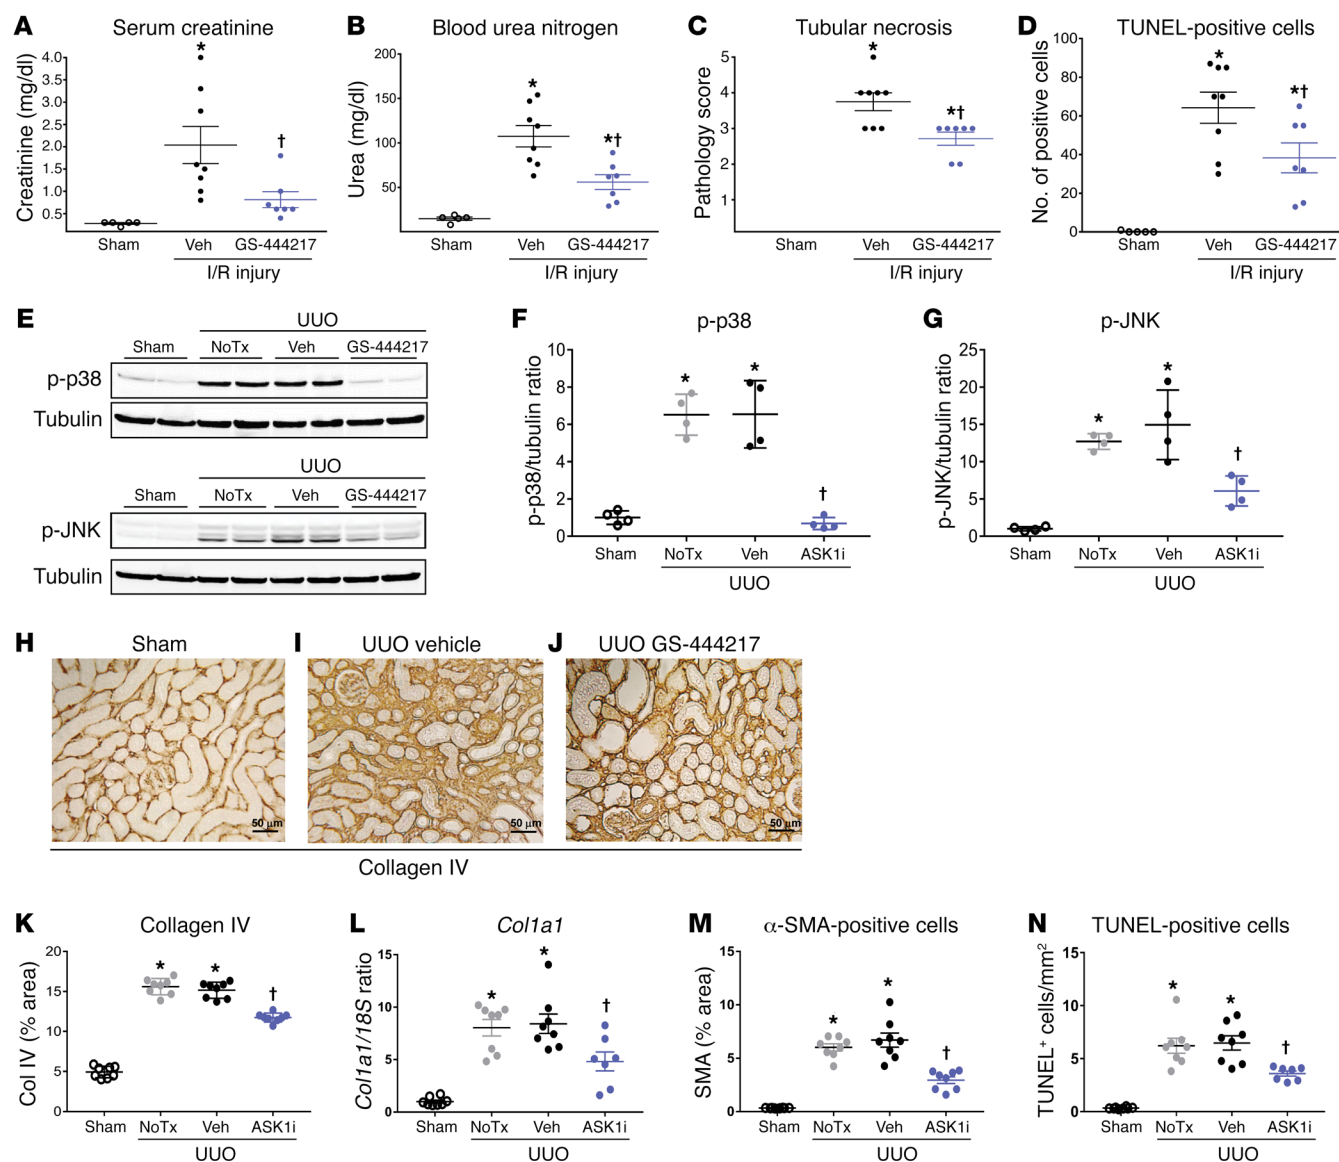 A Serum creatinine
Creatinine (mg/dl)
4.0
3.5
3.0
2.5
2.0
1.5
1.0
0.5
*
†
Sham Veh GS-444217
I/R injury
B Blood urea nitrogen
Urea (mg/dl)
200
150
100
50
*
*†
Sham Veh GS-444217
I/R injury
C Tubular necrosis
Pathology score
5
4
3
2
1
*
*†
Sham Veh GS-444217
I/R injury
D TUNEL-positive cells
No. of positive cells
100
80
60
40
20
0
*
*†
Sham Veh GS-444217
I/R injury
E
UUO
Sham NoTx Veh GS-444217
p-p38
Tubulin
UUO
Sham NoTx Veh GS-444217
p-JNK
Tubulin
F p-p38
p-p38/tubulin ratio
10
8
6
4
2
0
*
*
†
Sham NoTx Veh ASK1i
UUO
G p-JNK
p-JNK/tubulin ratio
25
20
15
10
5
0
*
*
†
Sham NoTx Veh ASK1i
UUO
H Sham
50 µm
I UUO vehicle
50 µm
J UUO GS-444217
50 µm
Collagen IV
K Collagen IV
Col IV (% area)
20
15
10
5
0
*
*
†
Sham NoTx Veh ASK1i
UUO
L Col1a1
Col1a1/18S ratio
15
10
5
0
*
*
†
Sham NoTx Veh ASK1i
UUO
M α-SMA-positive cells
SMA (% area)
15
10
5
0
*
*
†
Sham NoTx Veh ASK1i
UUO
N TUNEL-positive cells
TUNEL⁺ cells/mm²
15
10
5
0
*
*
†
Sham NoTx Veh ASK1i
UUO